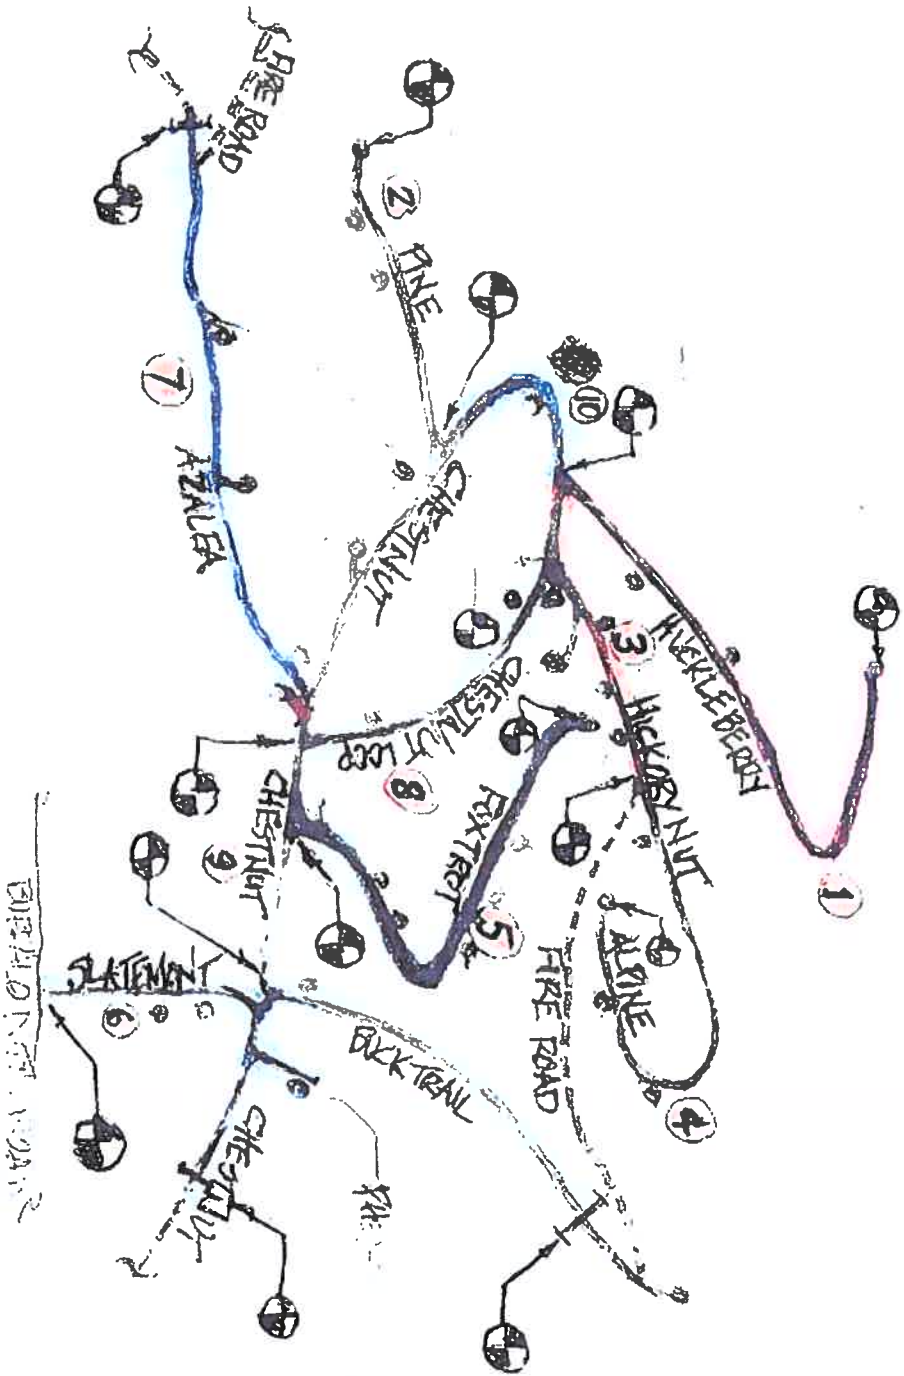 FIRE ROAD
2
PINE
7
AZALEA
10
CHESTNUT
3
HUCKLEBERRY
HICKORY NUT
1
CHESTNUT LOOP
8
FOXTROT
5
CHESTNUT
9
ALPINE
4
FIRE ROAD
SLATEMENT
6
BUCK TRAIL
CHESTNUT